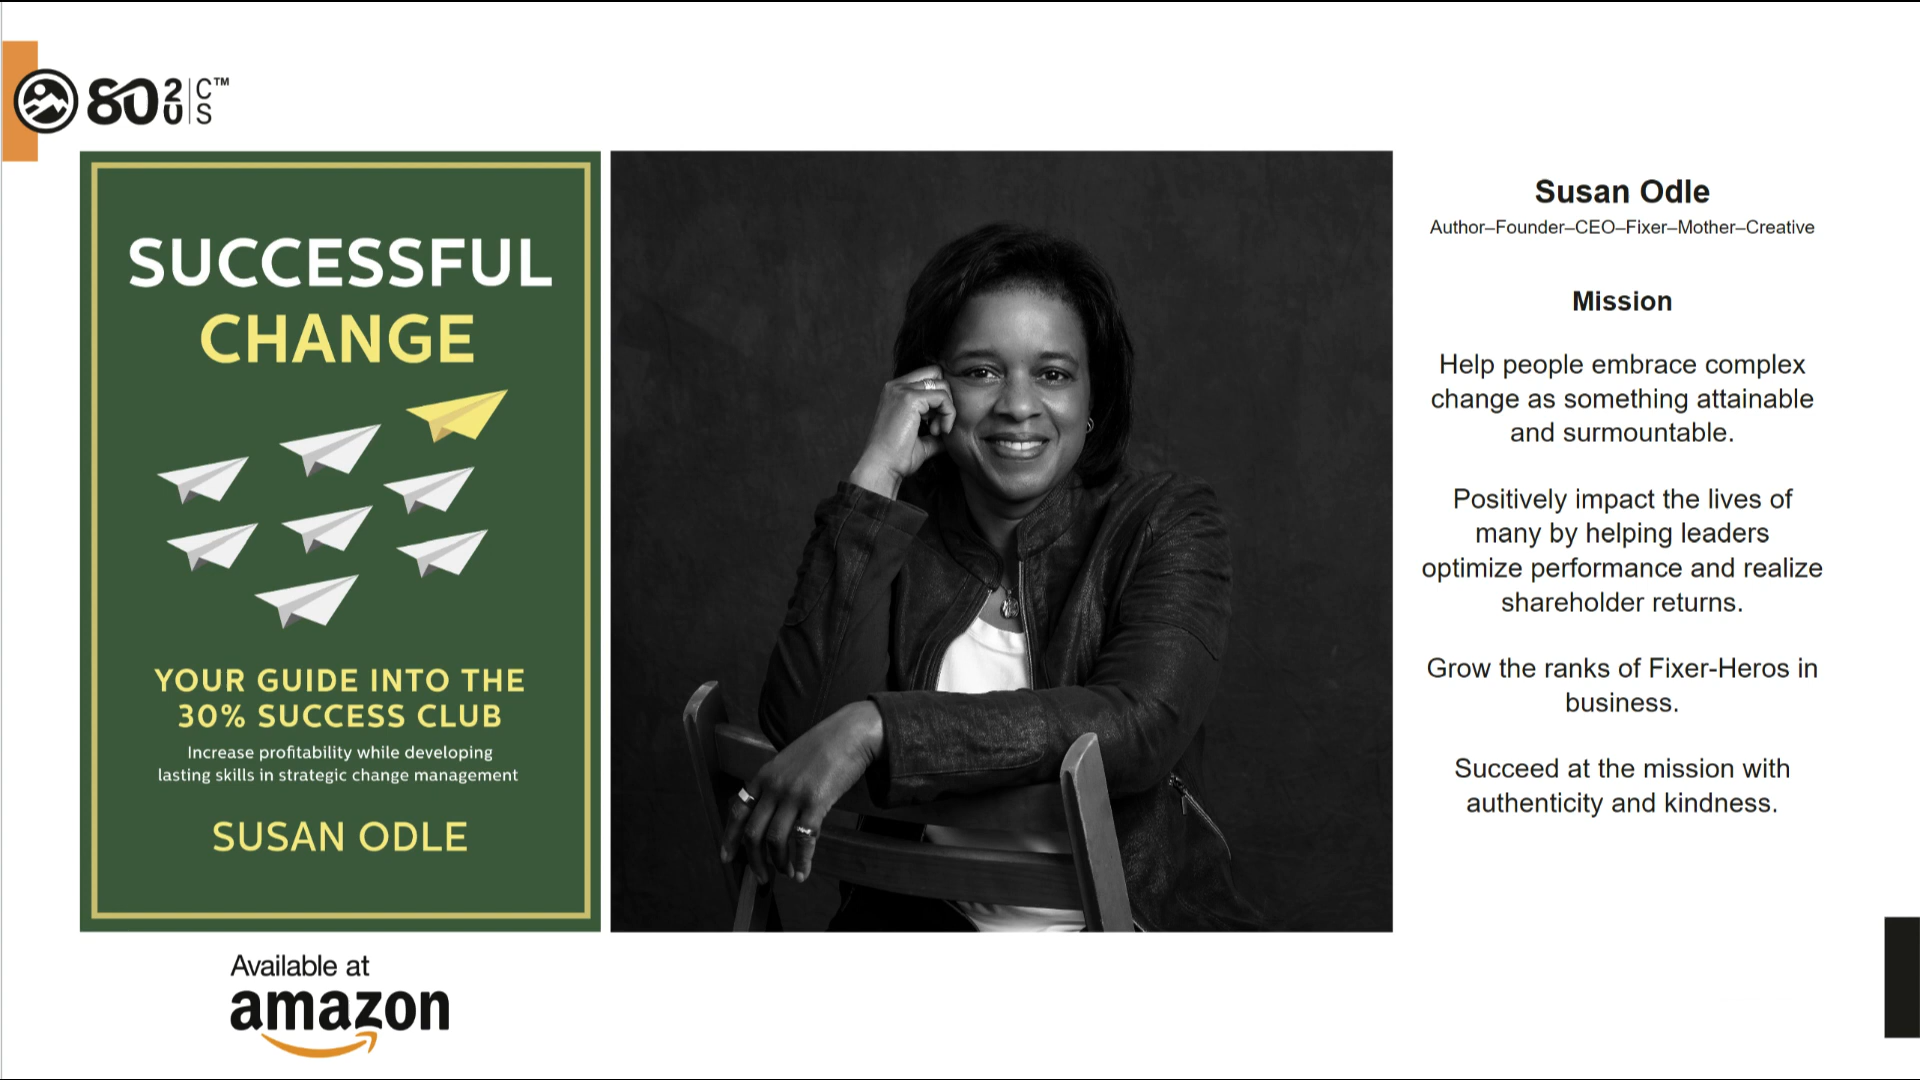 8020 CS™
SUCCESSFUL
CHANGE
YOUR GUIDE INTO THE
30% SUCCESS CLUB
Increase profitability while developing
lasting skills in strategic change management
SUSAN ODLE
Available at
amazon
Susan Odle
Author–Founder–CEO–Fixer–Mother–Creative
Mission
Help people embrace complex
change as something attainable
and surmountable.
Positively impact the lives of
many by helping leaders
optimize performance and realize
shareholder returns.
Grow the ranks of Fixer-Heros in
business.
Succeed at the mission with
authenticity and kindness.